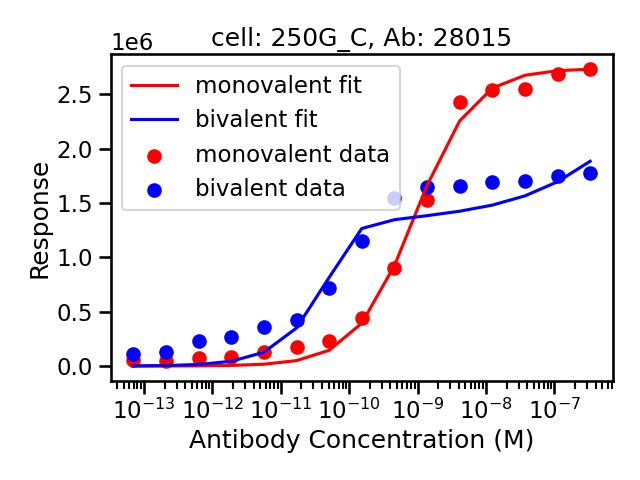 cell: 250G_C, Ab: 28015
1e6
monovalent fit
bivalent fit
monovalent data
bivalent data
2.5
2.0
1.5
1.0
0.5
0.0
Response
10⁻¹³ 10⁻¹² 10⁻¹¹ 10⁻¹⁰ 10⁻⁹ 10⁻⁸ 10⁻⁷
Antibody Concentration (M)